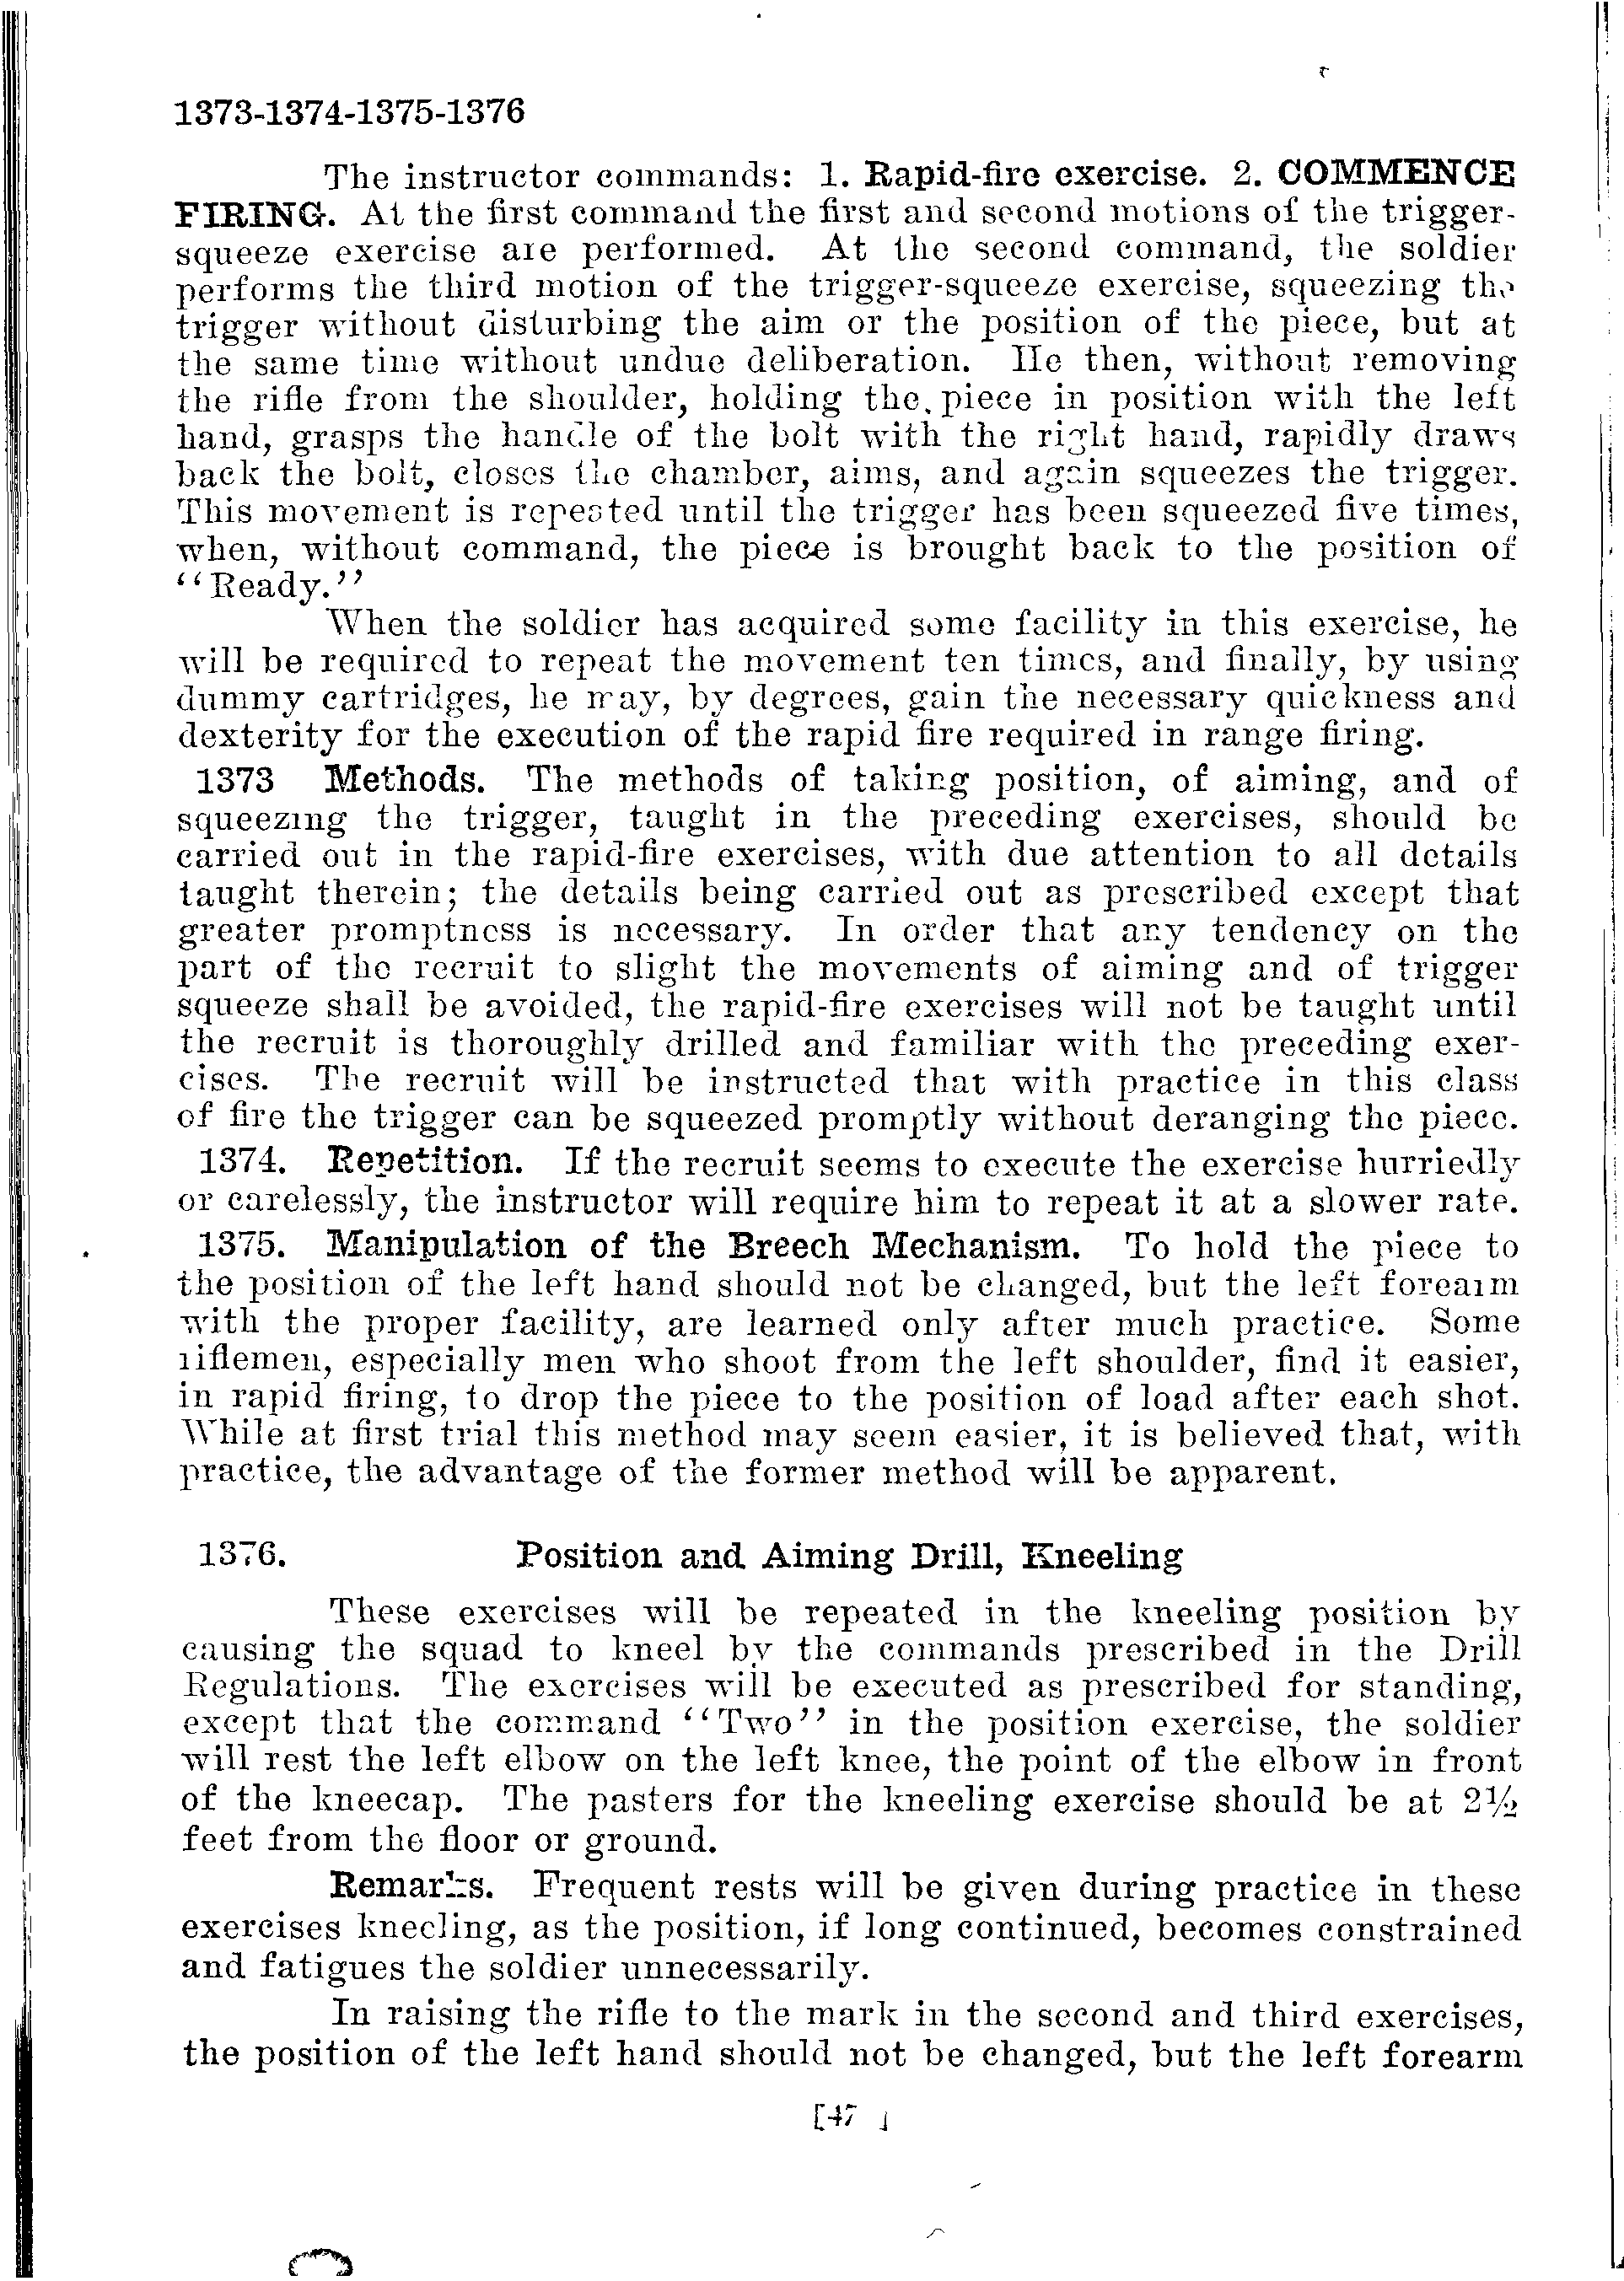 1373-1374-1375-1376
The instructor commands: 1. Rapid-fire exercise. 2. COMMENCE
FIRING. At the first command the first and second motions of the trigger-
squeeze exercise are performed. At the second command, the soldier
performs the third motion of the trigger-squeeze exercise, squeezing the
trigger without disturbing the aim or the position of the piece, but at
the same time without undue deliberation. He then, without removing
the rifle from the shoulder, holding the piece in position with the left
hand, grasps the handle of the bolt with the right hand, rapidly draws
back the bolt, closes the chamber, aims, and again squeezes the trigger.
This movement is repeated until the trigger has been squeezed five times,
when, without command, the piece is brought back to the position of
"Ready."
When the soldier has acquired some facility in this exercise, he
will be required to repeat the movement ten times, and finally, by using
dummy cartridges, he may, by degrees, gain the necessary quickness and
dexterity for the execution of the rapid fire required in range firing.
1373 Methods. The methods of taking position, of aiming, and of
squeezing the trigger, taught in the preceding exercises, should be
carried out in the rapid-fire exercises, with due attention to all details
taught therein; the details being carried out as prescribed except that
greater promptness is necessary. In order that any tendency on the
part of the recruit to slight the movements of aiming and of trigger
squeeze shall be avoided, the rapid-fire exercises will not be taught until
the recruit is thoroughly drilled and familiar with the preceding exer-
cises. The recruit will be instructed that with practice in this class
of fire the trigger can be squeezed promptly without deranging the piece.
1374. Repetition. If the recruit seems to execute the exercise hurriedly
or carelessly, the instructor will require him to repeat it at a slower rate.
1375. Manipulation of the Breech Mechanism. To hold the piece to
the position of the left hand should not be changed, but the left forearm
with the proper facility, are learned only after much practice. Some
riflemen, especially men who shoot from the left shoulder, find it easier,
in rapid firing, to drop the piece to the position of load after each shot.
While at first trial this method may seem easier, it is believed that, with
practice, the advantage of the former method will be apparent.
1376. Position and Aiming Drill, Kneeling
These exercises will be repeated in the kneeling position by
causing the squad to kneel by the commands prescribed in the Drill
Regulations. The exercises will be executed as prescribed for standing,
except that the command "Two" in the position exercise, the soldier
will rest the left elbow on the left knee, the point of the elbow in front
of the kneecap. The pasters for the kneeling exercise should be at 2½
feet from the floor or ground.
Remarks. Frequent rests will be given during practice in these
exercises kneeling, as the position, if long continued, becomes constrained
and fatigues the soldier unnecessarily.
In raising the rifle to the mark in the second and third exercises,
the position of the left hand should not be changed, but the left forearm
[47 ]